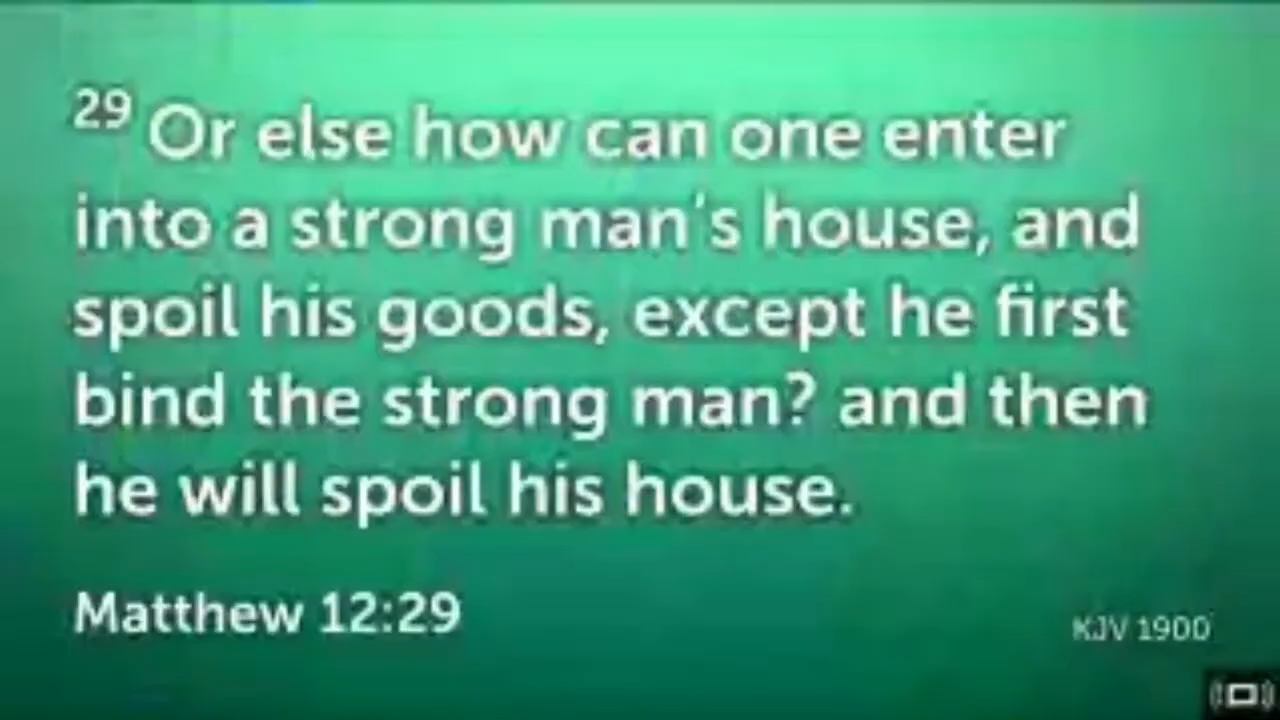 29 Or else how can one enter
into a strong man's house, and
spoil his goods, except he first
bind the strong man? and then
he will spoil his house.
Matthew 12:29
KJV 1900